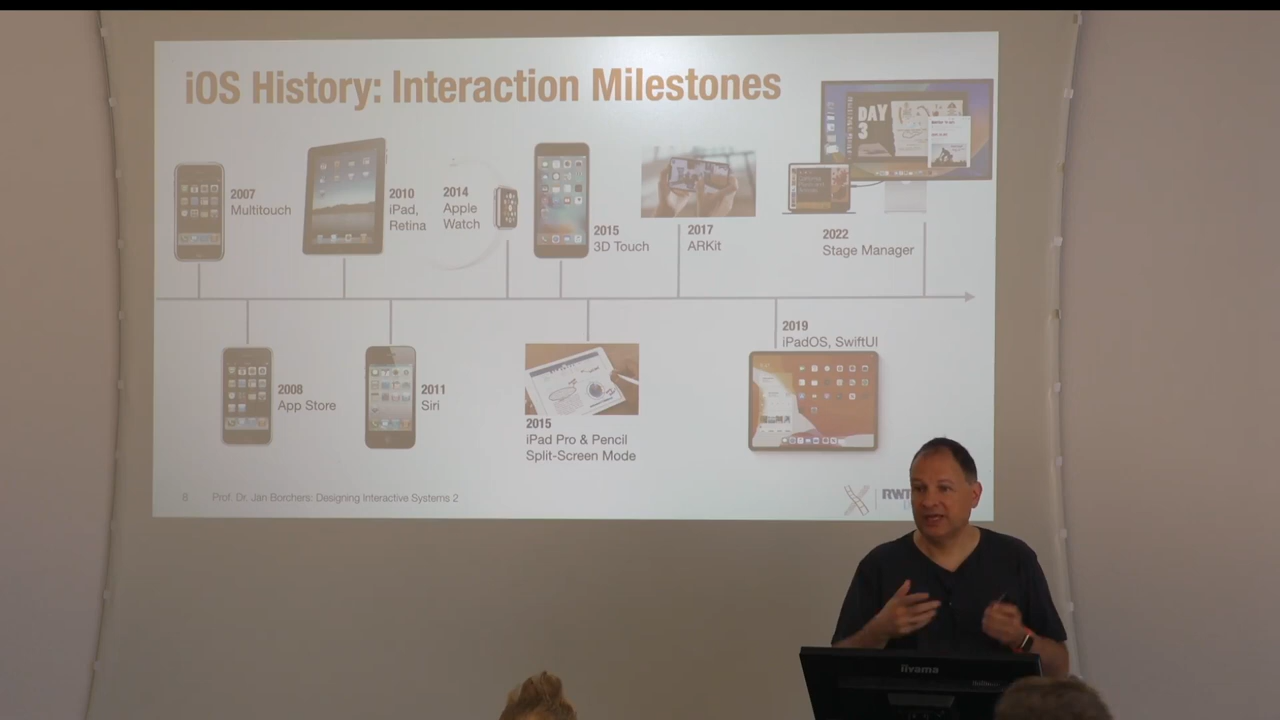 iOS History: Interaction Milestones
DAY
3
2007
Multitouch
2010
iPad,
Retina
2014
Apple
Watch
2015
3D Touch
2017
ARKit
2022
Stage Manager
2008
App Store
2011
Siri
2015
iPad Pro & Pencil
Split-Screen Mode
2019
iPadOS, SwiftUI
8
Prof. Dr. Jan Borchers: Designing Interactive Systems 2
iiyama